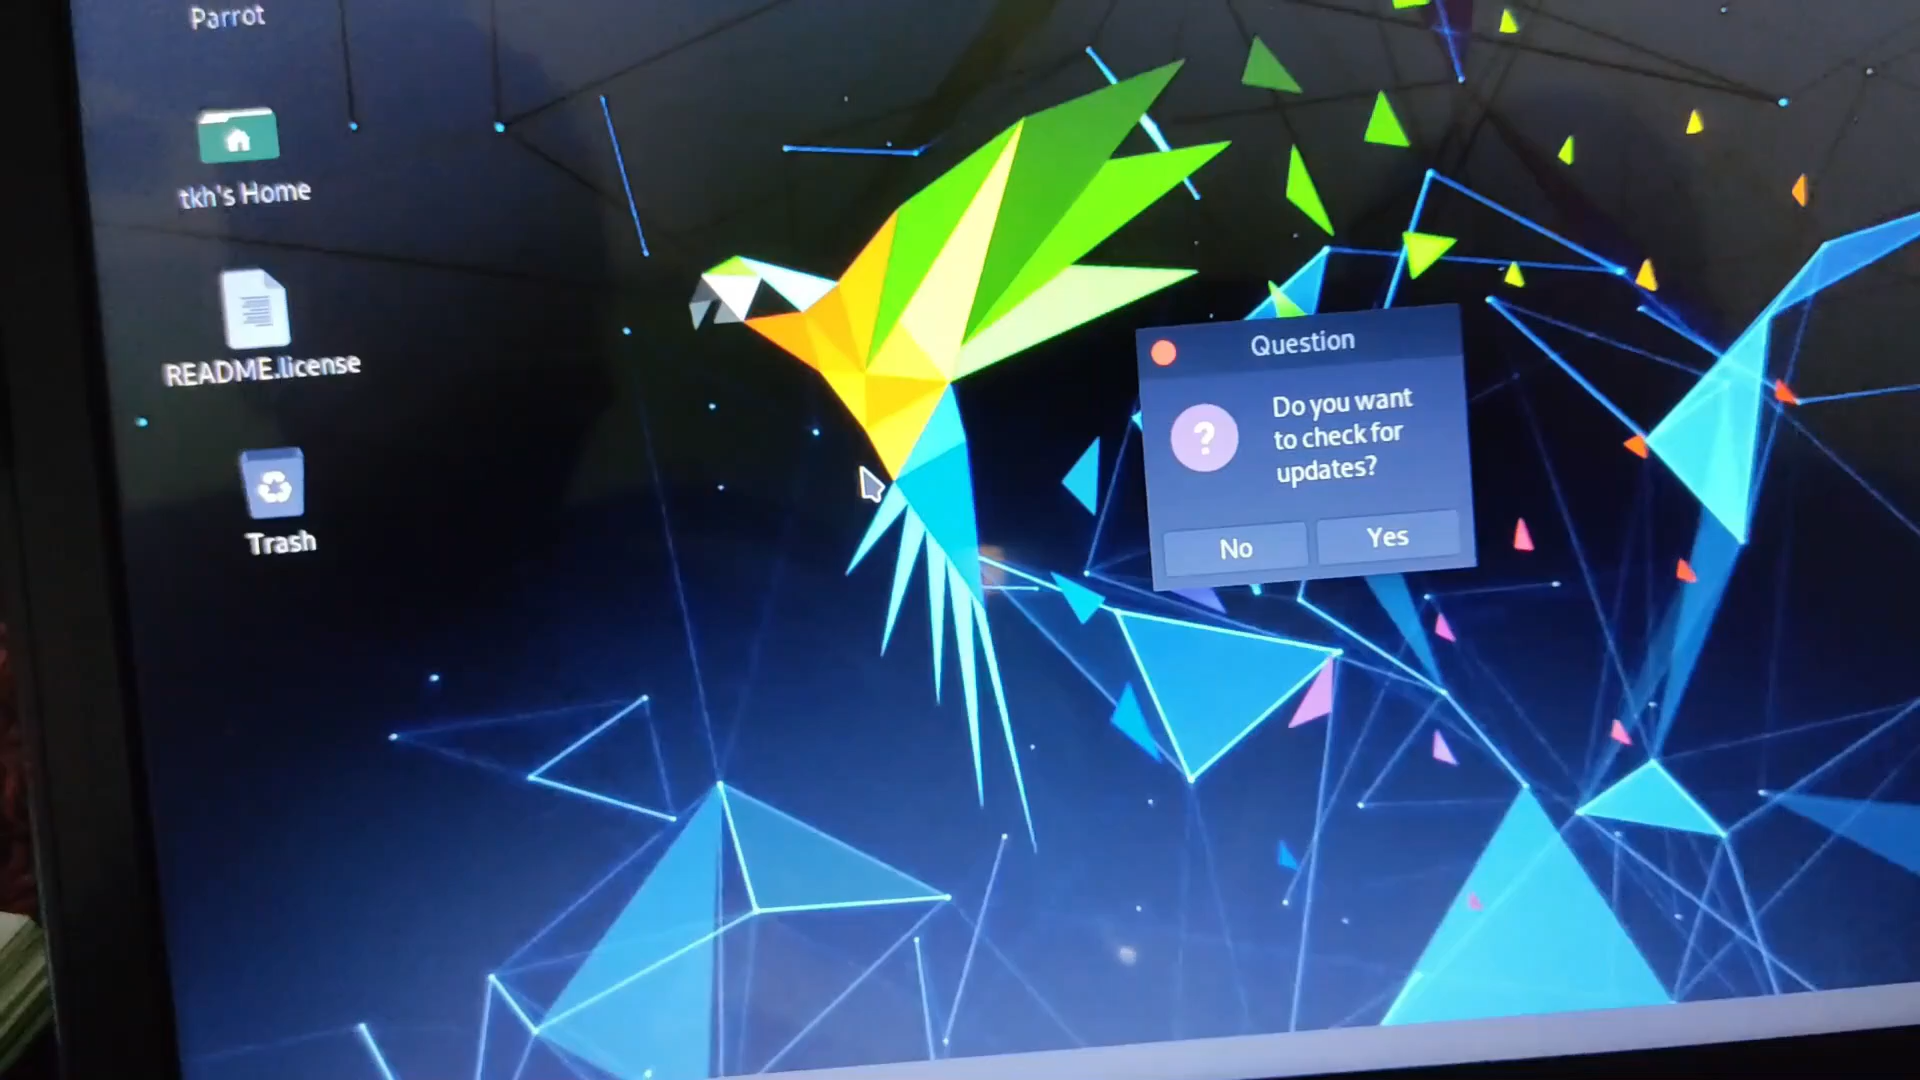 Parrot
tkh's Home
README.license
Trash
Question
?
Do you want
to check for
updates?
No
Yes